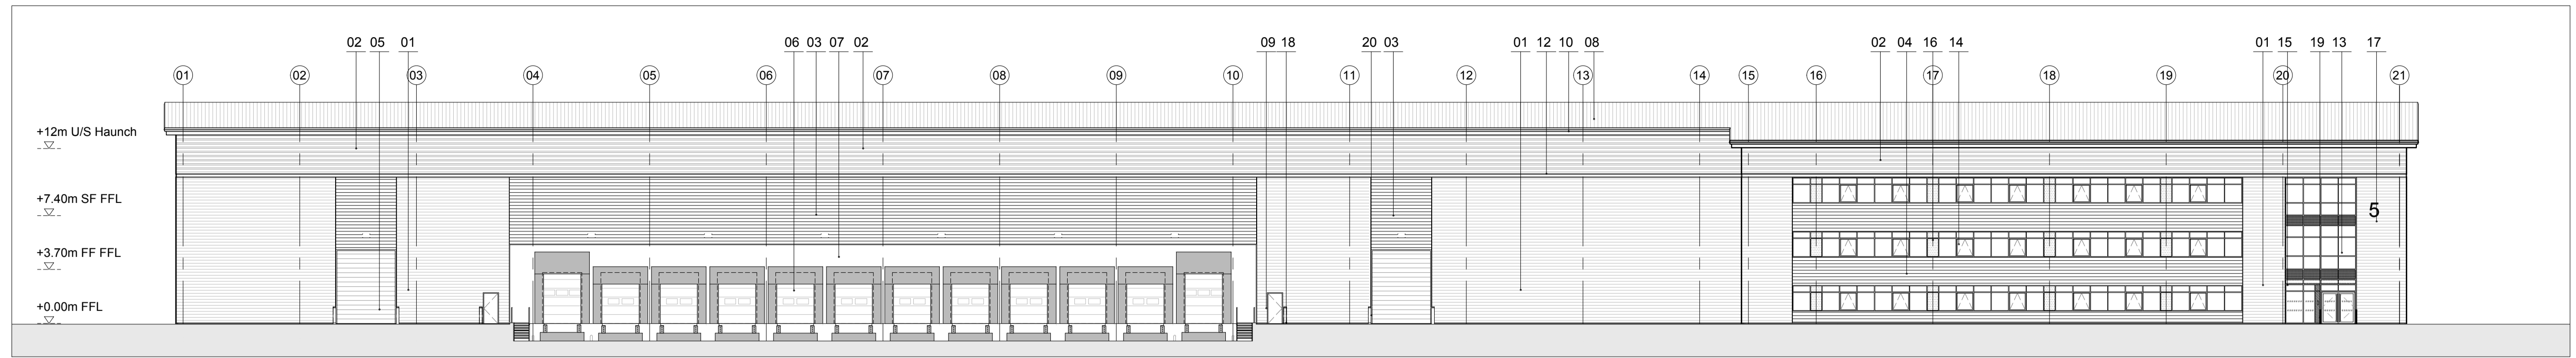 02 05 01 06 03 07 02 09 18 20 03 01 12 10 08 02 04 16 14 01 15 19 13 17
01 02 03 04 05 06 07 08 09 10 11 12 13 14 15 16 17 18 19 20 21
+12m U/S Haunch
+7.40m SF FFL
5
+3.70m FF FFL
+0.00m FFL